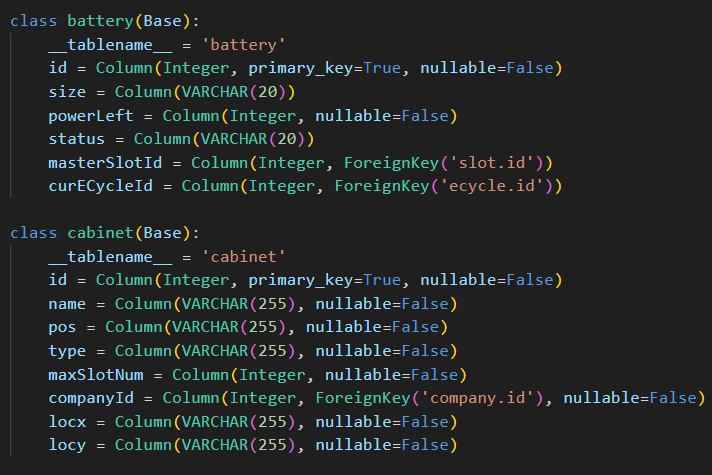 class battery(Base):
    __tablename__ = 'battery'
    id = Column(Integer, primary_key=True, nullable=False)
    size = Column(VARCHAR(20))
    powerLeft = Column(Integer, nullable=False)
    status = Column(VARCHAR(20))
    masterSlotId = Column(Integer, ForeignKey('slot.id'))
    curECycleId = Column(Integer, ForeignKey('ecycle.id'))

class cabinet(Base):
    __tablename__ = 'cabinet'
    id = Column(Integer, primary_key=True, nullable=False)
    name = Column(VARCHAR(255), nullable=False)
    pos = Column(VARCHAR(255), nullable=False)
    type = Column(VARCHAR(255), nullable=False)
    maxSlotNum = Column(Integer, nullable=False)
    companyId = Column(Integer, ForeignKey('company.id'), nullable=False)
    locx = Column(VARCHAR(255), nullable=False)
    locy = Column(VARCHAR(255), nullable=False)